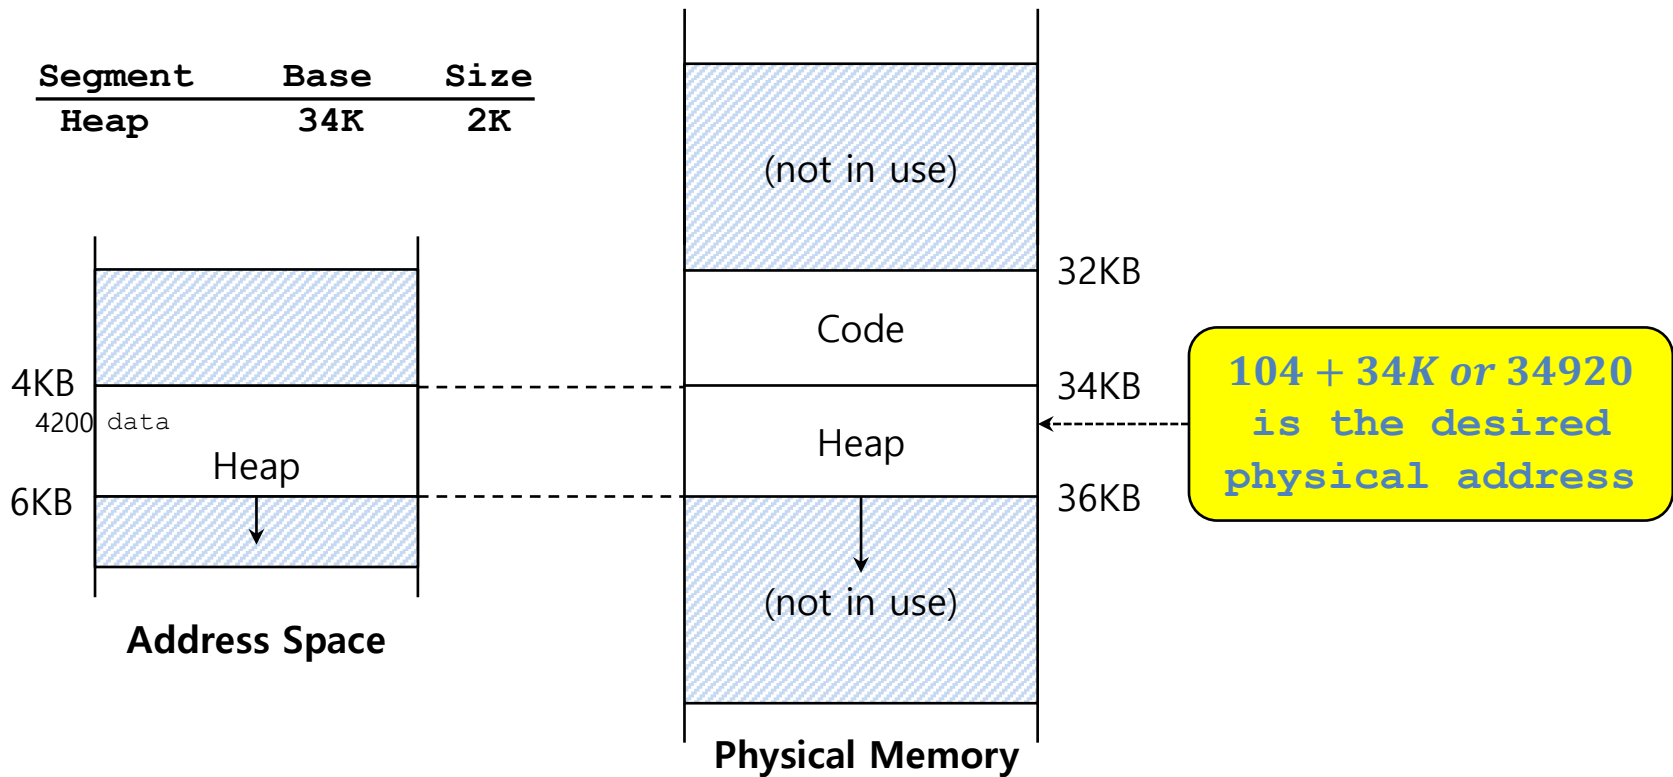 Segment Base Size
Heap 34K 2K
(not in use)
32KB
Code
4KB
34KB
4200 data
Heap
Heap
6KB
36KB
104 + 34K or 34920
is the desired
physical address
(not in use)
Address Space
Physical Memory